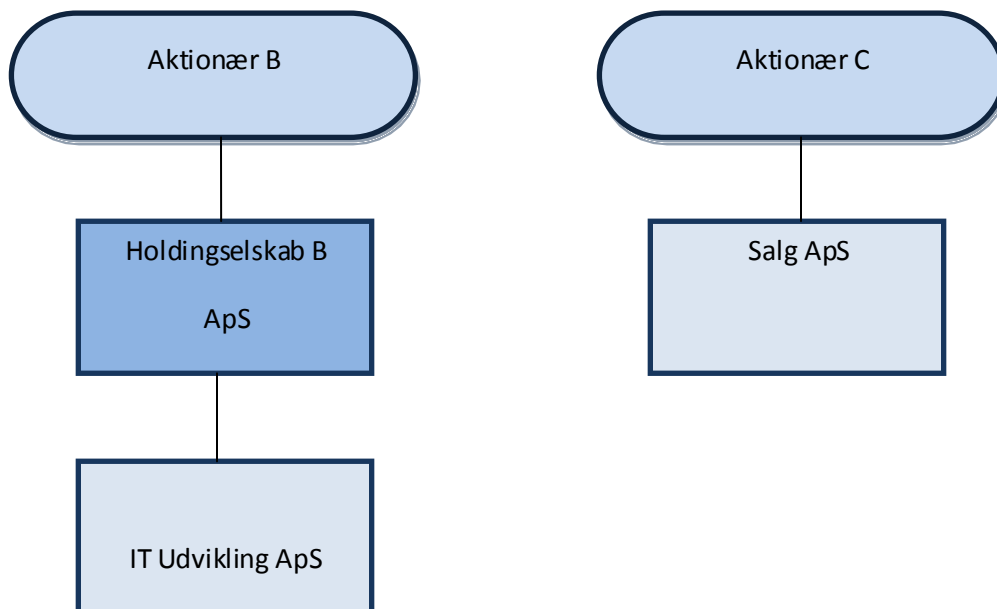 Aktionær B
Aktionær C
Holdingselskab B
ApS
Salg ApS
IT Udvikling ApS